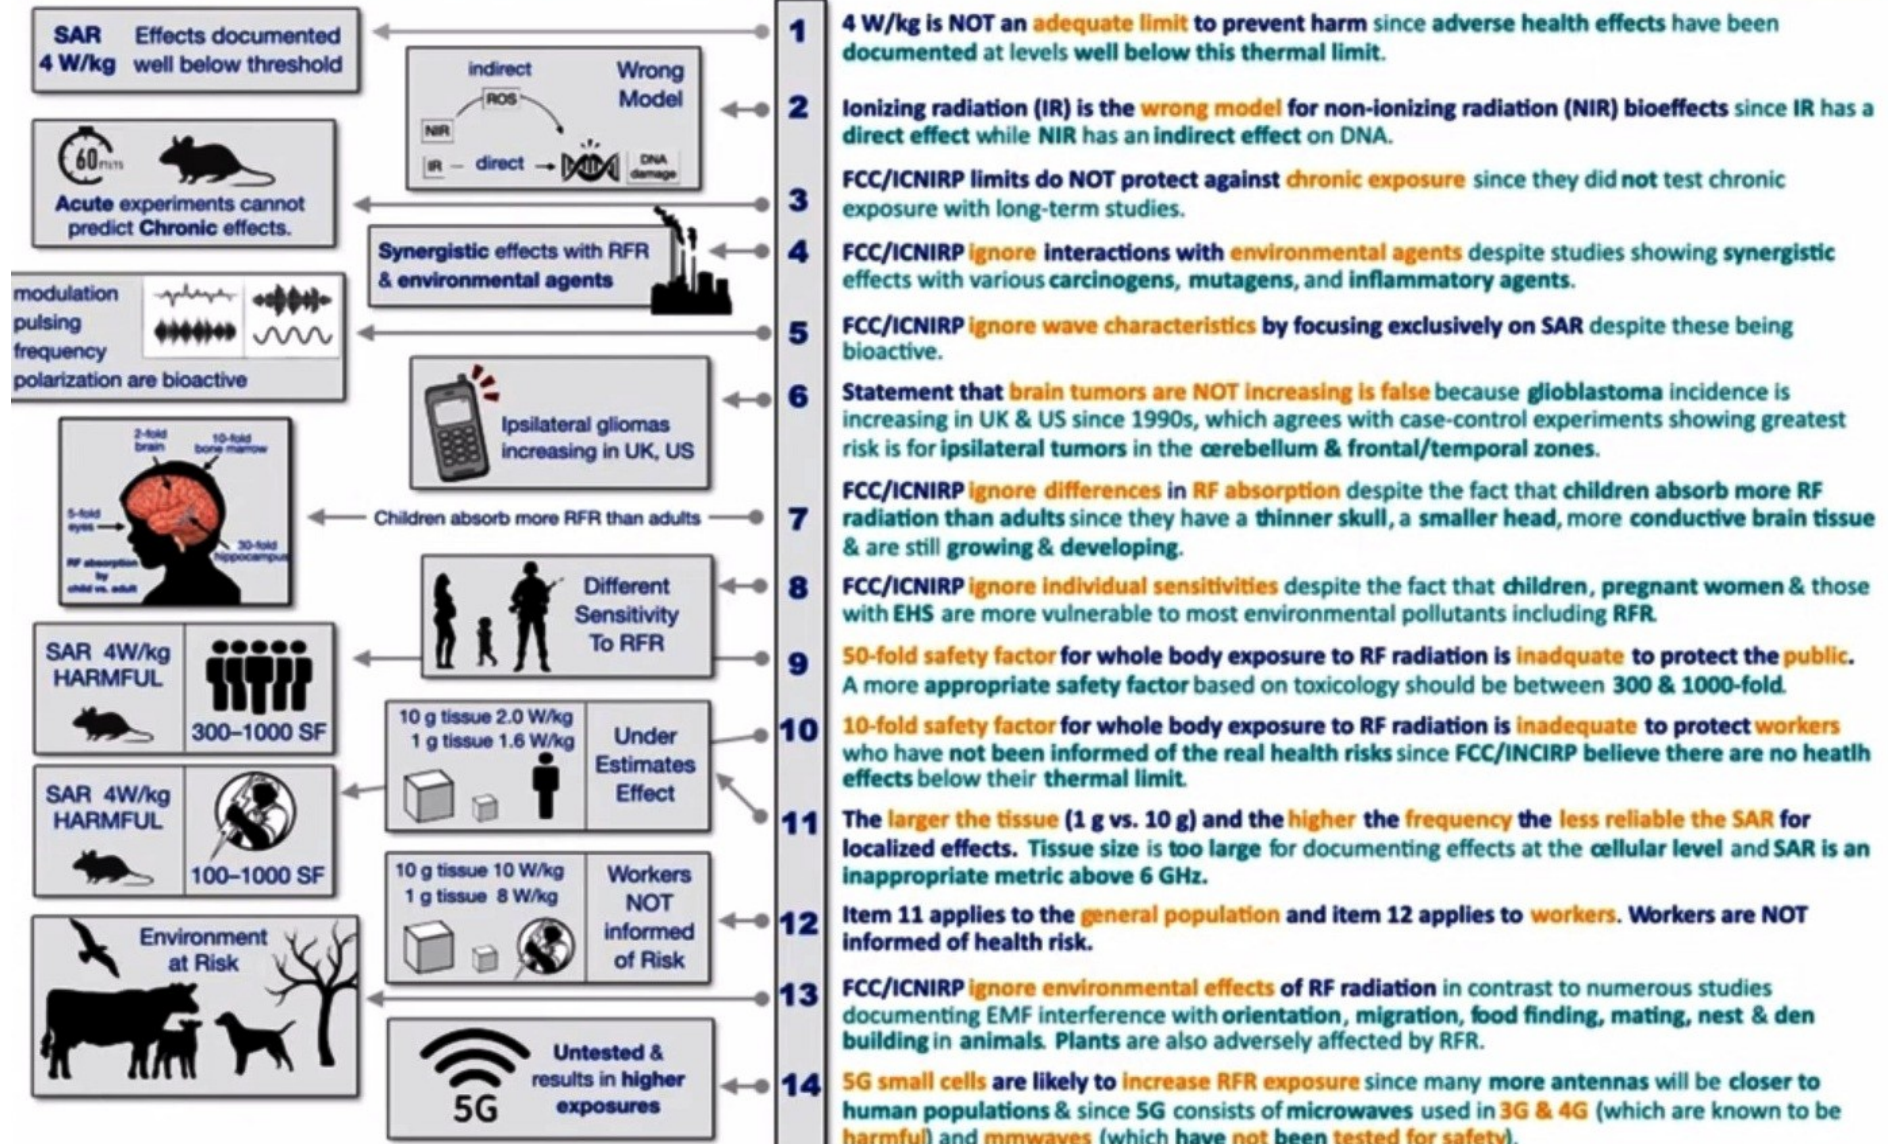 SAR Effects documented
4 W/kg well below threshold
indirect
Wrong
Model
ROS
NIR
IR
direct
DNA
damage
60 MINTS
Acute experiments cannot
predict Chronic effects.
Synergistic effects with RFR
& environmental agents
modulation
pulsing
frequency
polarization are bioactive
Ipsilateral gliomas
increasing in UK, US
2-fold
brain
10-fold
bone marrow
5-fold
eyes
30-fold
hippocampus
RF absorption
by
child vs. adult
Children absorb more RFR than adults
Different
Sensitivity
To RFR
SAR 4W/kg
HARMFUL
300–1000 SF
10 g tissue 2.0 W/kg
1 g tissue 1.6 W/kg
Under
Estimates
Effect
SAR 4W/kg
HARMFUL
100–1000 SF
10 g tissue 10 W/kg
1 g tissue 8 W/kg
Workers
NOT
informed
of Risk
Environment
at Risk
5G
Untested &
results in higher
exposures
1
4 W/kg is NOT an adequate limit to prevent harm since adverse health effects have been
documented at levels well below this thermal limit.
2
Ionizing radiation (IR) is the wrong model for non-ionizing radiation (NIR) bioeffects since IR has a
direct effect while NIR has an indirect effect on DNA.
3
FCC/ICNIRP limits do NOT protect against chronic exposure since they did not test chronic
exposure with long-term studies.
4
FCC/ICNIRP ignore interactions with environmental agents despite studies showing synergistic
effects with various carcinogens, mutagens, and inflammatory agents.
5
FCC/ICNIRP ignore wave characteristics by focusing exclusively on SAR despite these being
bioactive.
6
Statement that brain tumors are NOT increasing is false because glioblastoma incidence is
increasing in UK & US since 1990s, which agrees with case-control experiments showing greatest
risk is for ipsilateral tumors in the cerebellum & frontal/temporal zones.
7
FCC/ICNIRP ignore differences in RF absorption despite the fact that children absorb more RF
radiation than adults since they have a thinner skull, a smaller head, more conductive brain tissue
& are still growing & developing.
8
FCC/ICNIRP ignore individual sensitivities despite the fact that children, pregnant women & those
with EHS are more vulnerable to most environmental pollutants including RFR
9
50-fold safety factor for whole body exposure to RF radiation is inadquate to protect the public.
A more appropriate safety factor based on toxicology should be between 300 & 1000-fold.
10
10-fold safety factor for whole body exposure to RF radiation is inadequate to protect workers
who have not been informed of the real health risks since FCC/INCIRP believe there are no heatlh
effects below their thermal limit.
11
The larger the tissue (1 g vs. 10 g) and the higher the frequency the less reliable the SAR for
localized effects. Tissue size is too large for documenting effects at the cellular level and SAR is an
inappropriate metric above 6 GHz.
12
Item 11 applies to the general population and item 12 applies to workers. Workers are NOT
informed of health risk.
13
FCC/ICNIRP ignore environmental effects of RF radiation in contrast to numerous studies
documenting EMF interference with orientation, migration, food finding, mating, nest & den
building in animals. Plants are also adversely affected by RFR.
14
5G small cells are likely to increase RFR exposure since many more antennas will be closer to
human populations & since 5G consists of microwaves used in 3G & 4G (which are known to be
harmful) and mmwaves (which have not been tested for safety).